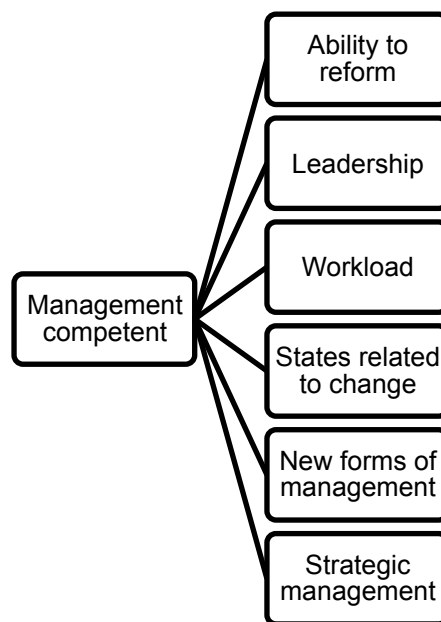 Ability to
reform
Leadership
Workload
Management
competent
States related
to change
New forms of
management
Strategic
management